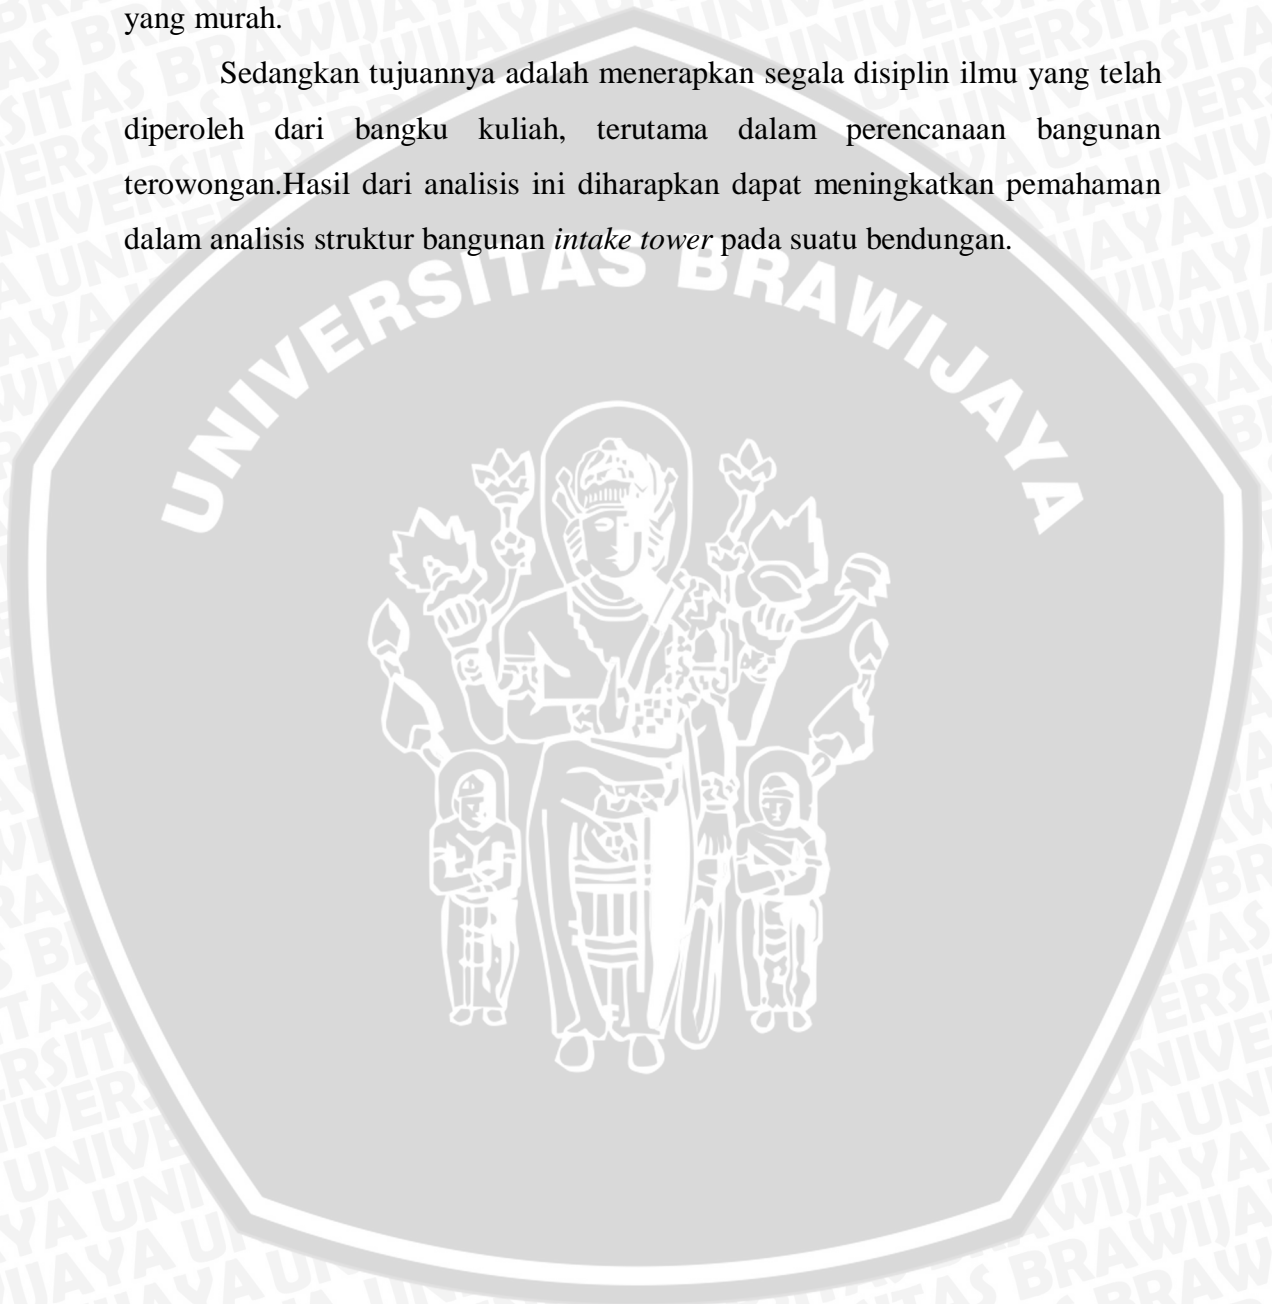 yang murah.
Sedangkan tujuannya adalah menerapkan segala disiplin ilmu yang telah
diperoleh dari bangku kuliah, terutama dalam perencanaan bangunan
terowongan.Hasil dari analisis ini diharapkan dapat meningkatkan pemahaman
dalam analisis struktur bangunan intake tower pada suatu bendungan.
UNIVERSITAS BRAWIJAYA